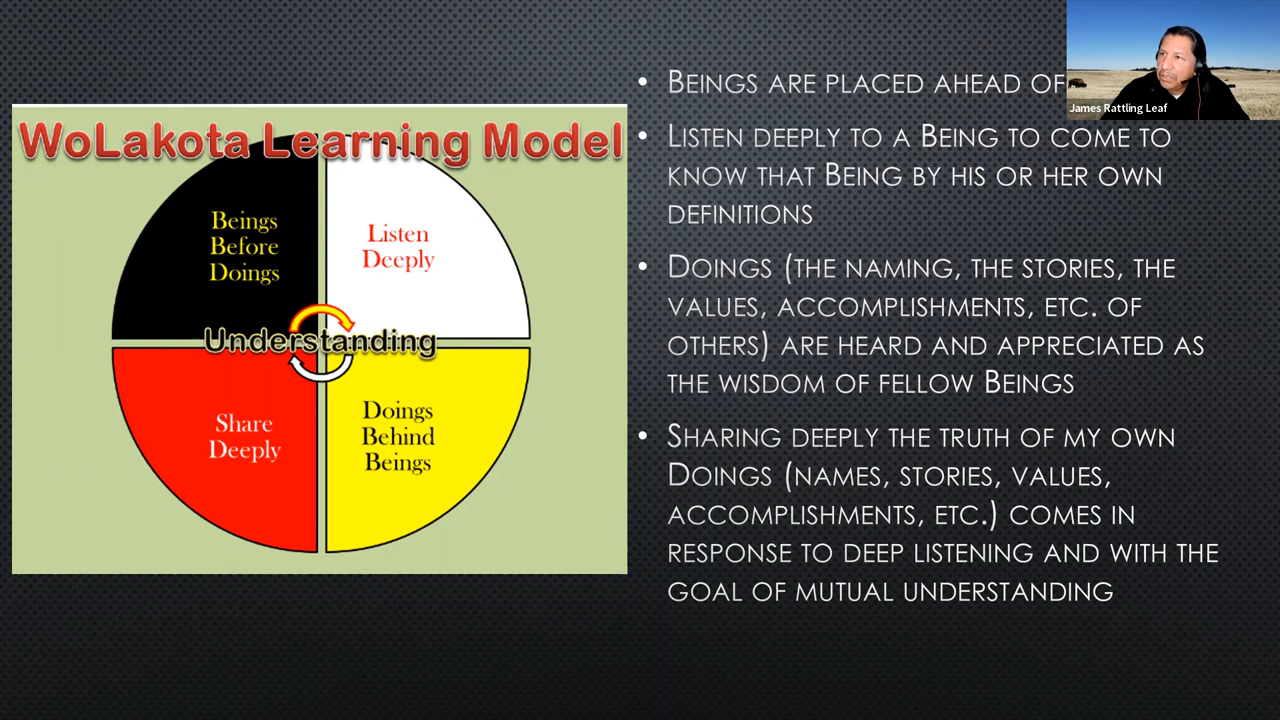 WoLakota Learning Model
Beings
Before
Doings
Listen
Deeply
Understanding
Share
Deeply
Doings
Behind
Beings
• BEINGS ARE PLACED AHEAD OF
• LISTEN DEEPLY TO A BEING TO COME TO
KNOW THAT BEING BY HIS OR HER OWN
DEFINITIONS
• DOINGS (THE NAMING, THE STORIES, THE
VALUES, ACCOMPLISHMENTS, ETC. OF
OTHERS) ARE HEARD AND APPRECIATED AS
THE WISDOM OF FELLOW BEINGS
• SHARING DEEPLY THE TRUTH OF MY OWN
DOINGS (NAMES, STORIES, VALUES,
ACCOMPLISHMENTS, ETC.) COMES IN
RESPONSE TO DEEP LISTENING AND WITH THE
GOAL OF MUTUAL UNDERSTANDING
James Rattling Leaf